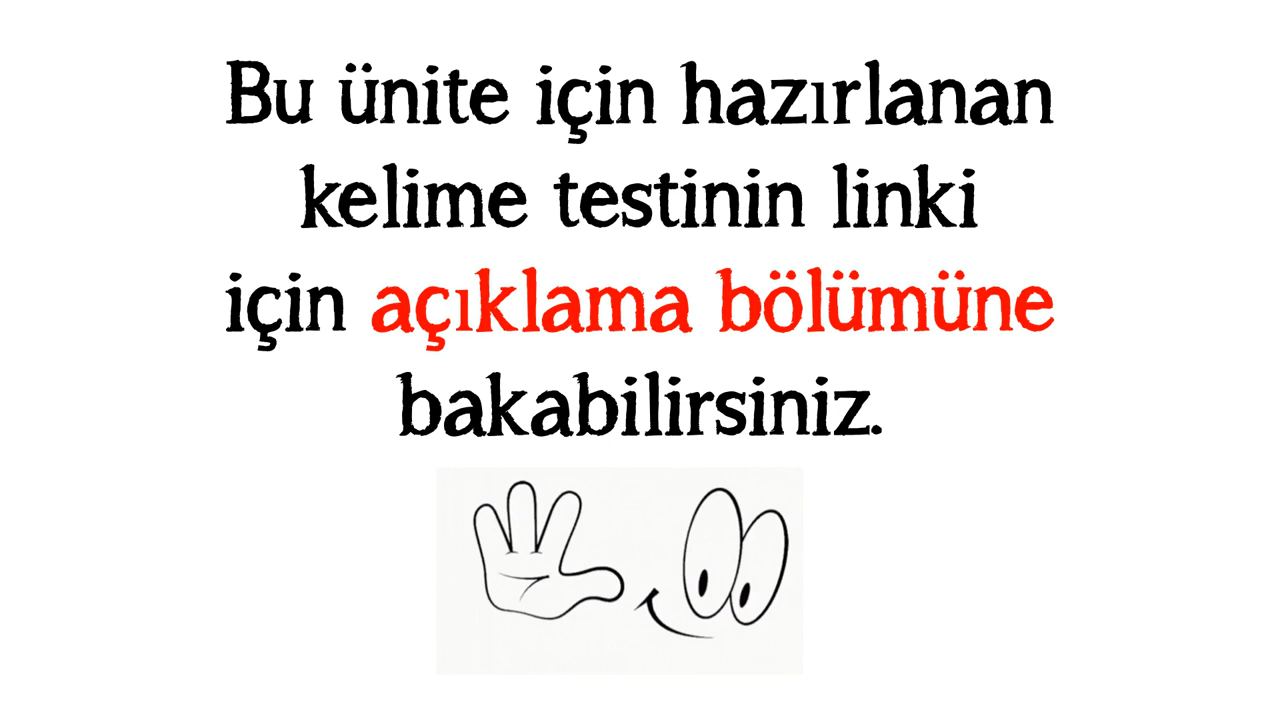 Bu ünite için hazırlanan
kelime testinin linki
için açıklama bölümüne
bakabilirsiniz.